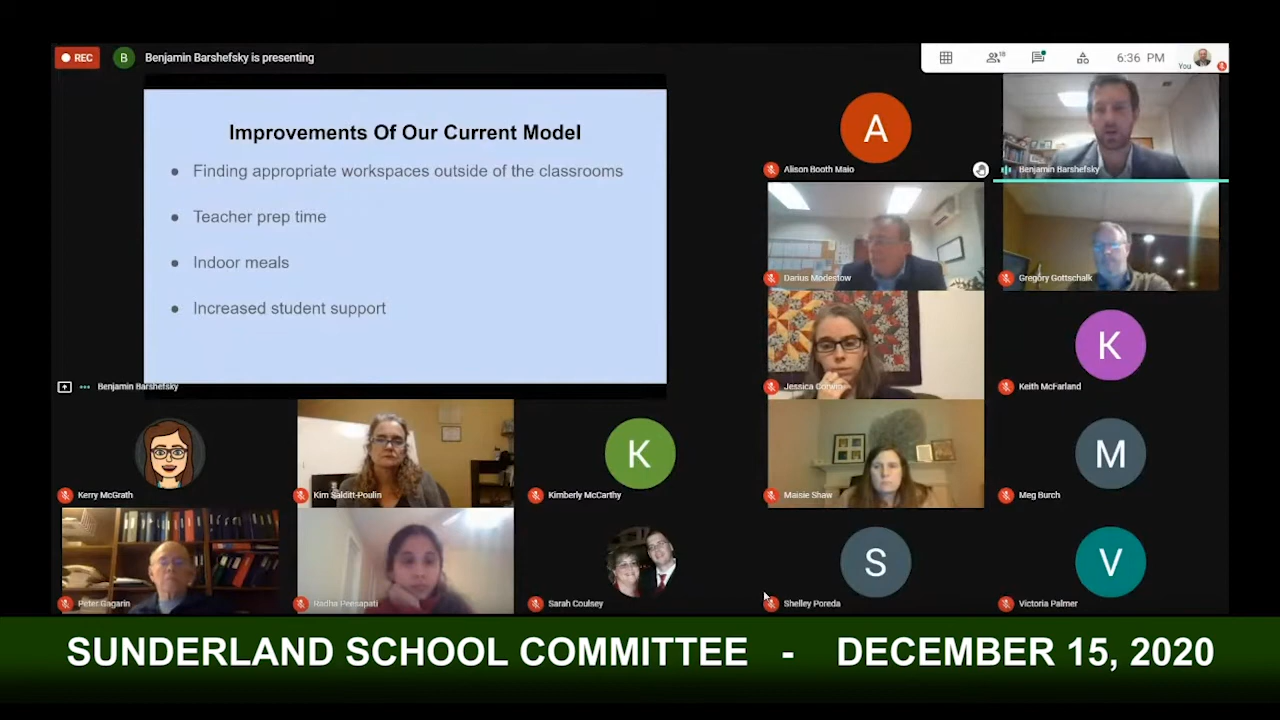 REC
B
Benjamin Barshefsky is presenting
18
6:36 PM
You
Improvements Of Our Current Model
● Finding appropriate workspaces outside of the classrooms
● Teacher prep time
● Indoor meals
● Increased student support
Benjamin Barshefsky
A
Alison Booth Maio
Benjamin Barshefsky
Darius Modestow
Gregory Gottschalk
Jessica
K
Keith McFarland
Kerry McGrath
Kim Salditt-Poulin
K
Kimberly McCarthy
Maisie Shaw
M
Meg Burch
Peter Gagarin
Radha Peesapati
Sarah Coulsey
S
Shelley Poreda
V
Victoria Palmer
SUNDERLAND SCHOOL COMMITTEE - DECEMBER 15, 2020